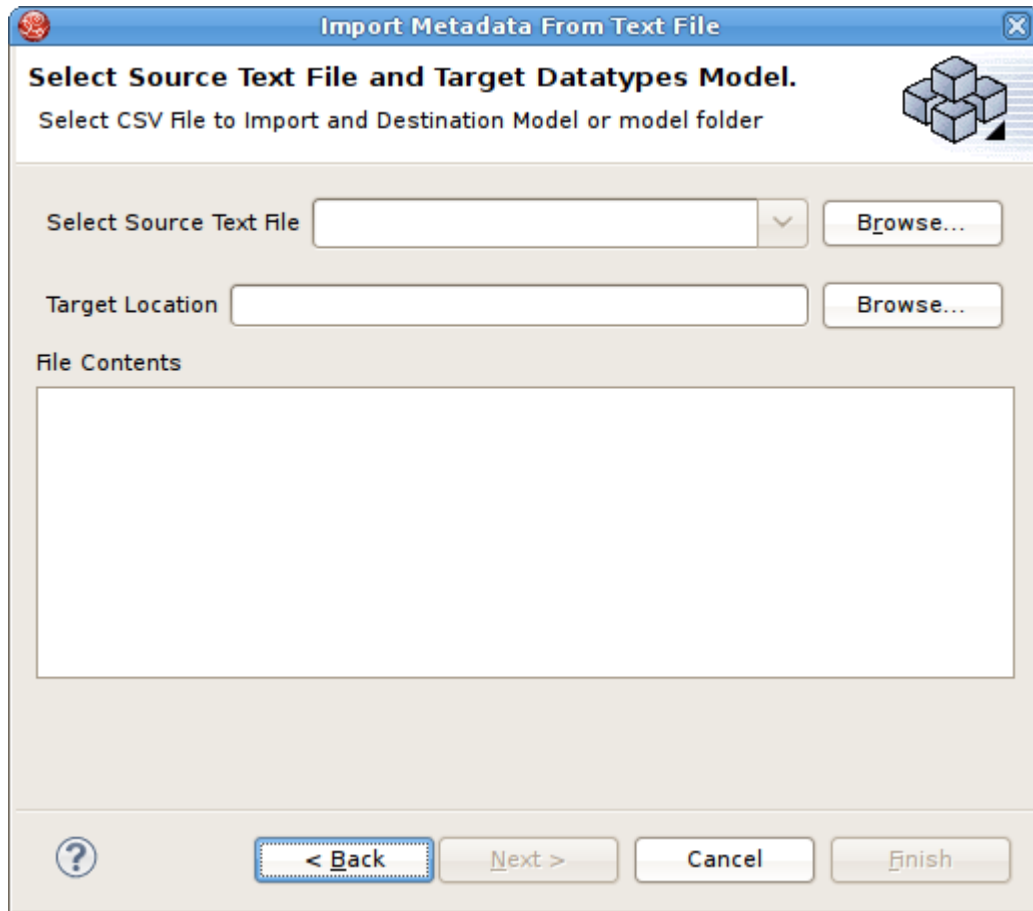 Import Metadata From Text File
Select Source Text File and Target Datatypes Model.
Select CSV File to Import and Destination Model or model folder
Select Source Text File Browse...
Target Location Browse...
File Contents
? < Back Next > Cancel Finish